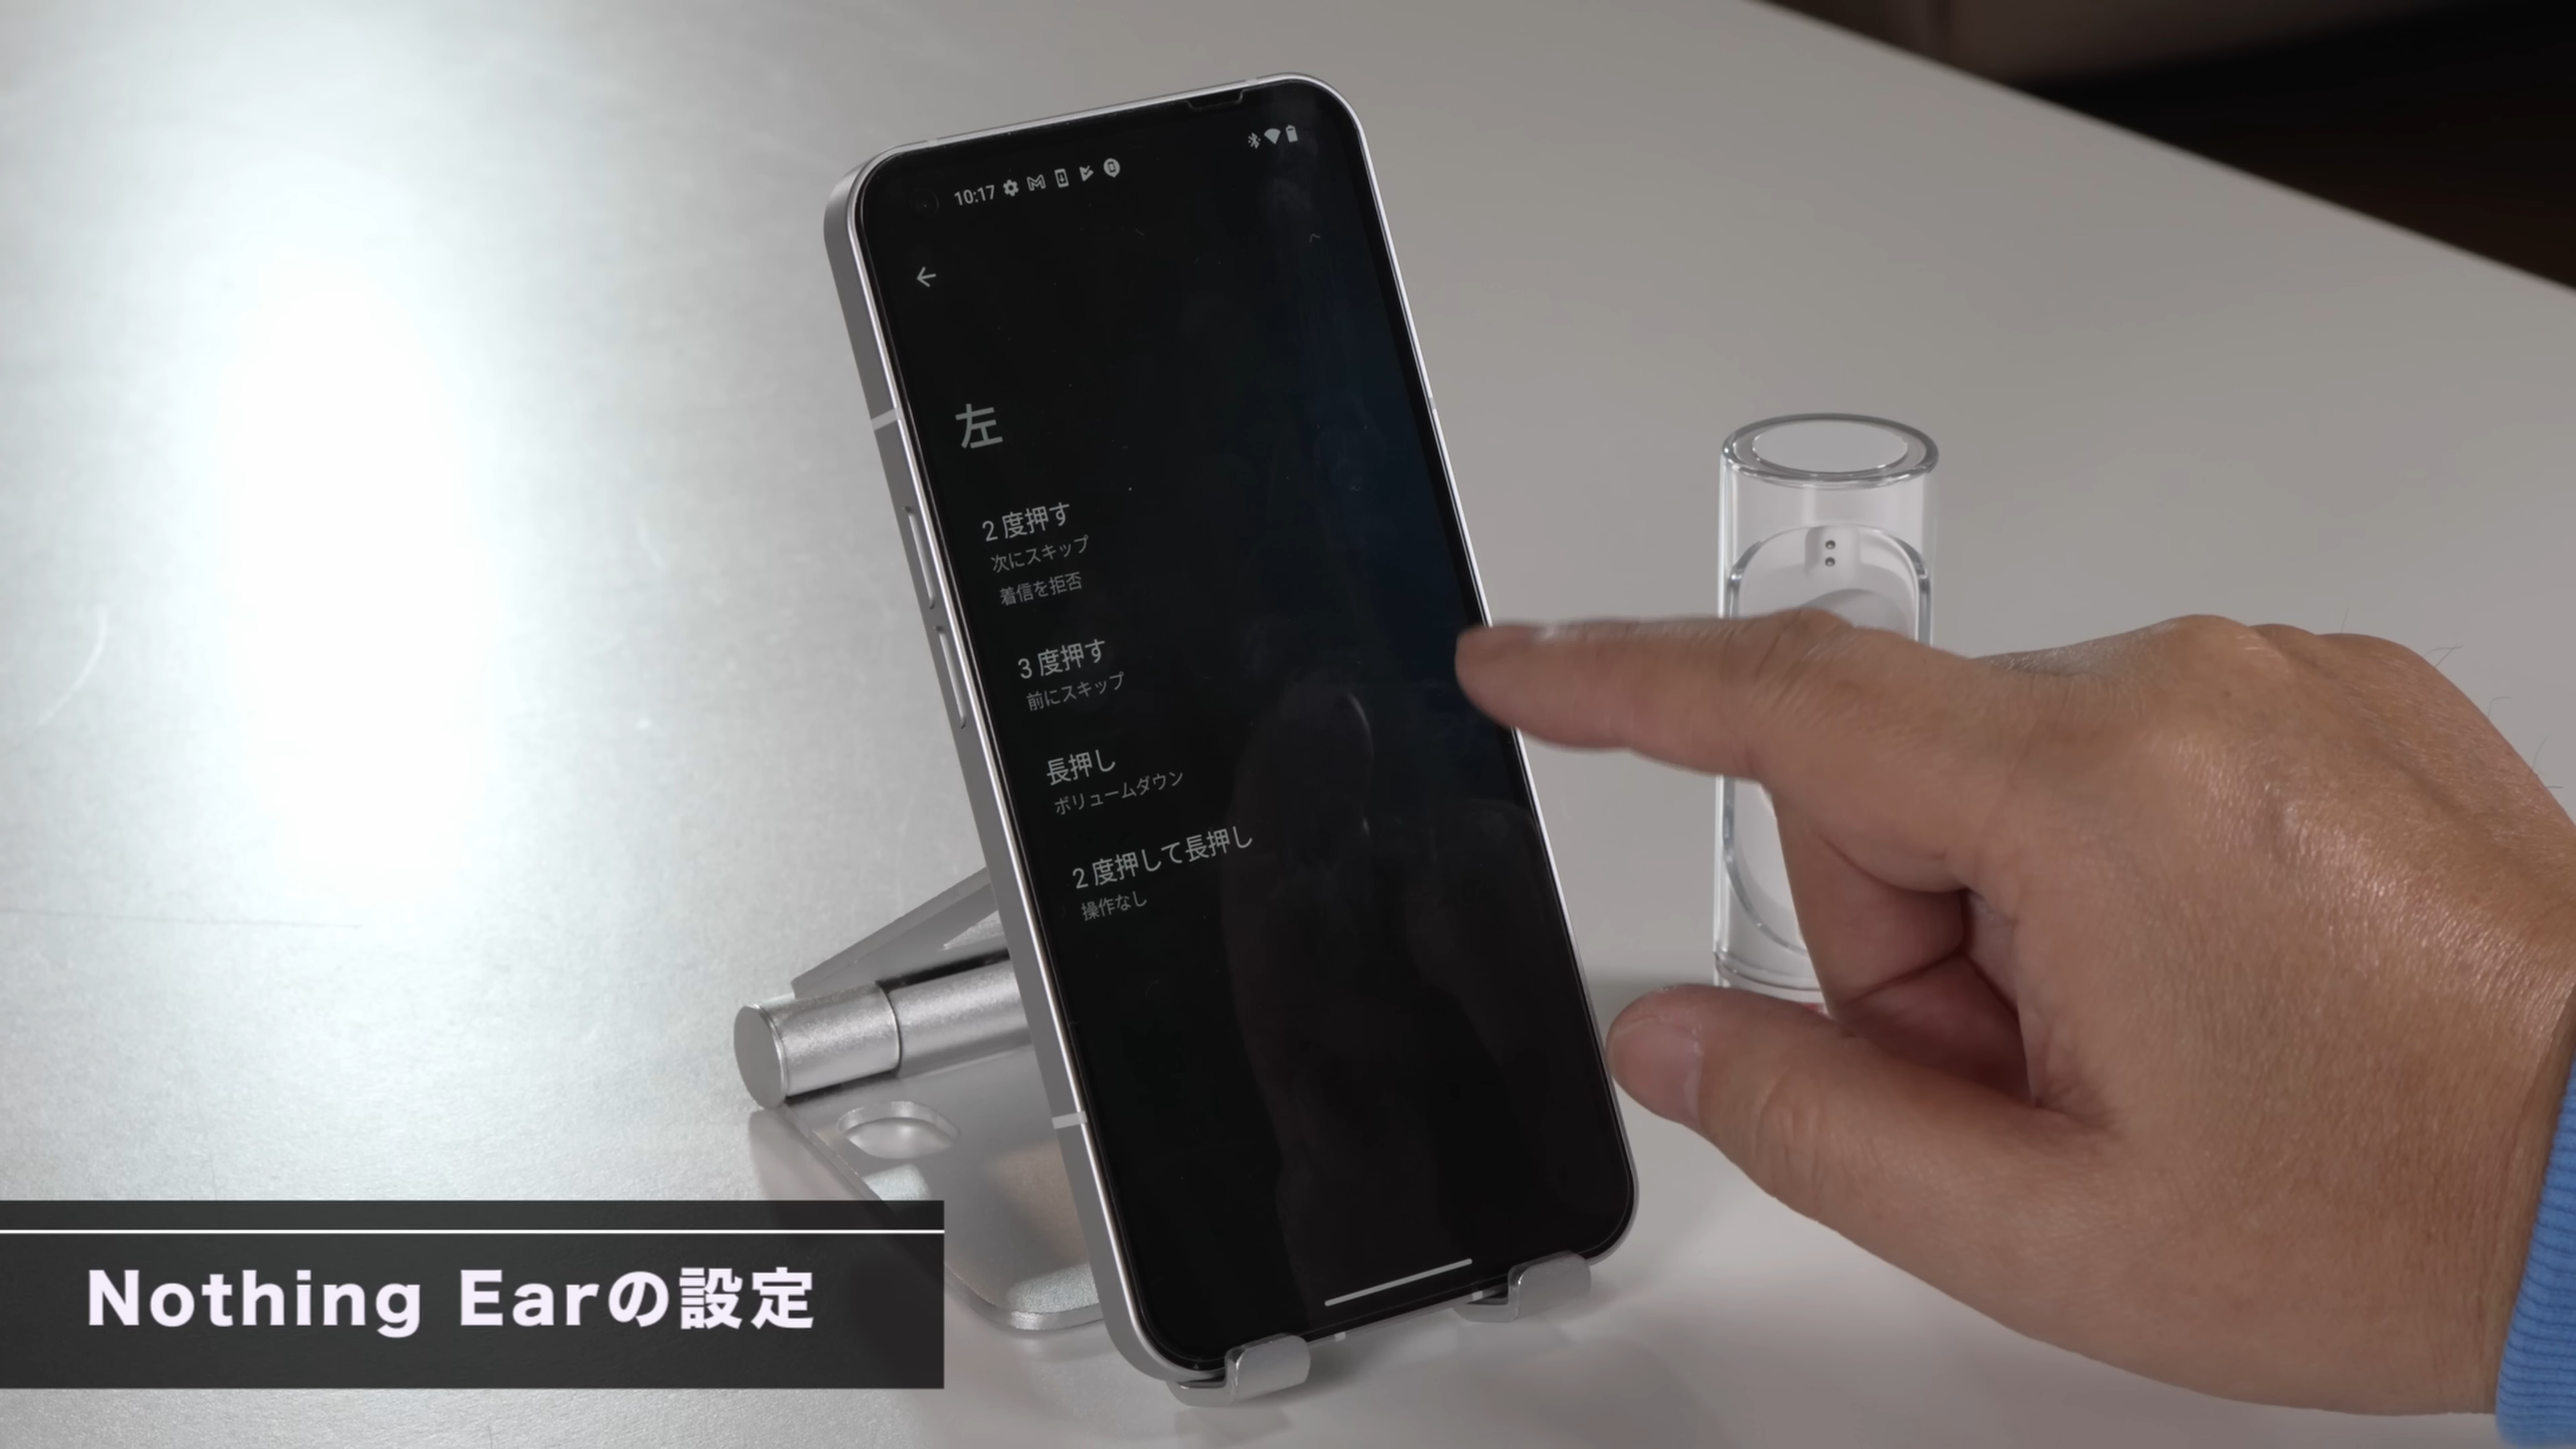 10:17
左
2 度押す
次にスキップ
着信を拒否
3 度押す
前にスキップ
長押し
ボリュームダウン
2 度押して長押し
操作なし
Nothing Earの設定